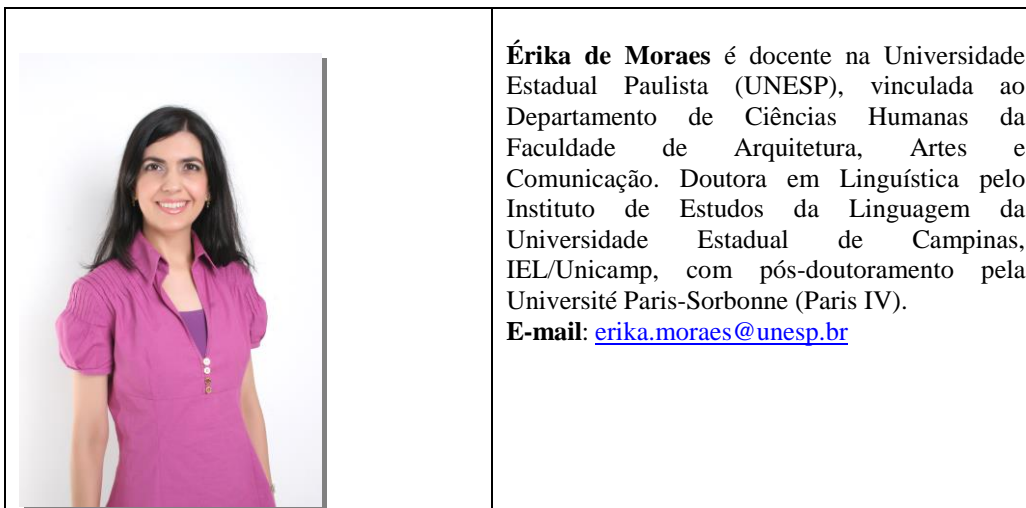 Érika de Moraes é docente na Universidade
Estadual Paulista (UNESP), vinculada ao
Departamento de Ciências Humanas da
Faculdade de Arquitetura, Artes e
Comunicação. Doutora em Linguística pelo
Instituto de Estudos da Linguagem da
Universidade Estadual de Campinas,
IEL/Unicamp, com pós-doutoramento pela
Université Paris-Sorbonne (Paris IV).
E-mail: erika.moraes@unesp.br